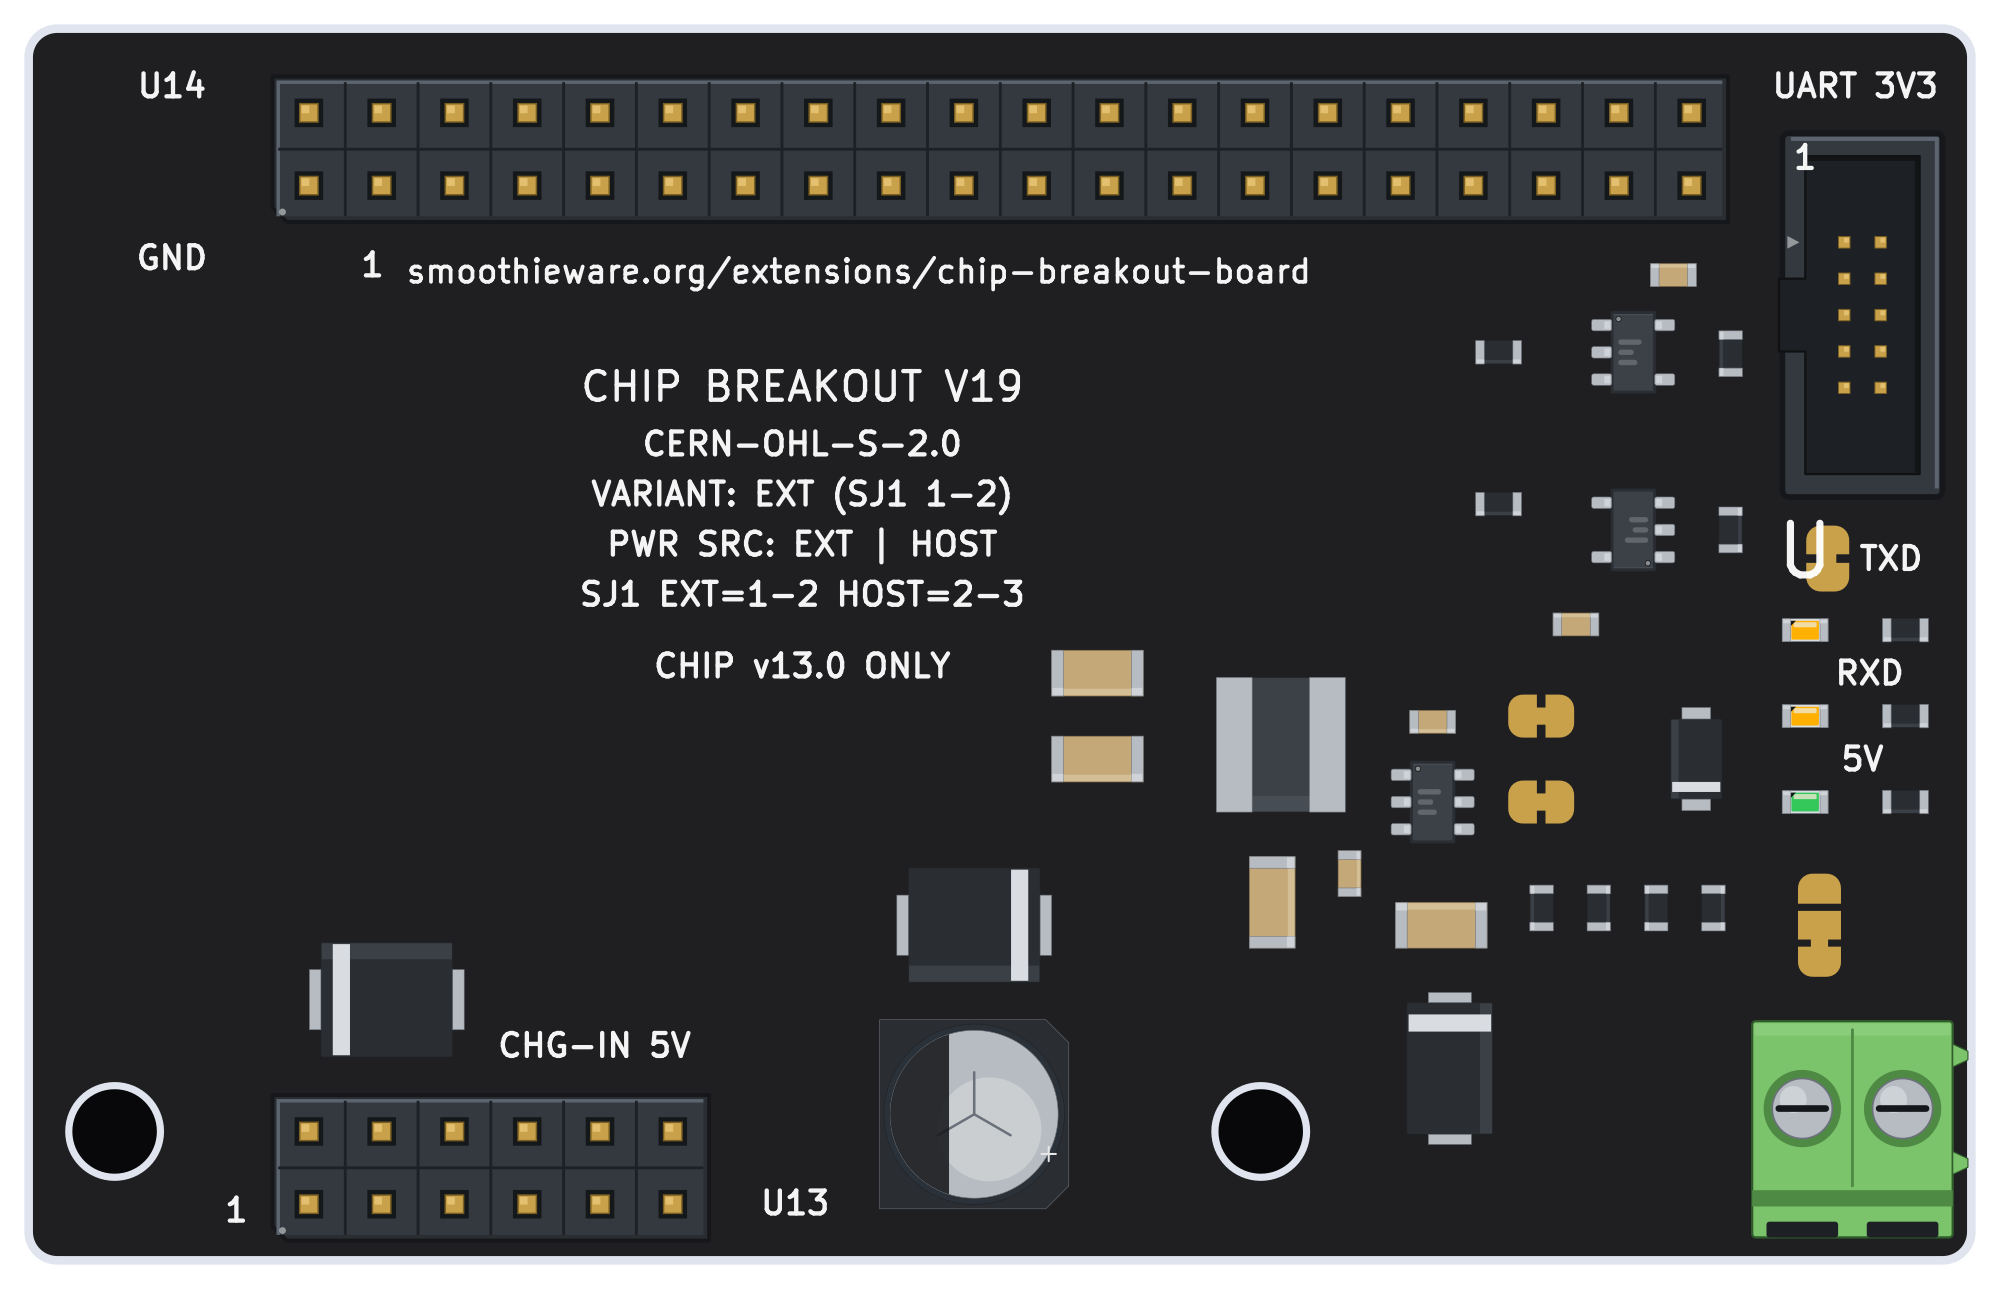 U14
UART 3V3
1
GND
1
smoothieware.org/extensions/chip-breakout-board
CHIP BREAKOUT V19
CERN-OHL-S-2.0
VARIANT: EXT (SJ1 1-2)
PWR SRC: EXT | HOST
SJ1 EXT=1-2 HOST=2-3
CHIP v13.0 ONLY
U
TXD
RXD
5V
CHG-IN 5V
1
U13
+